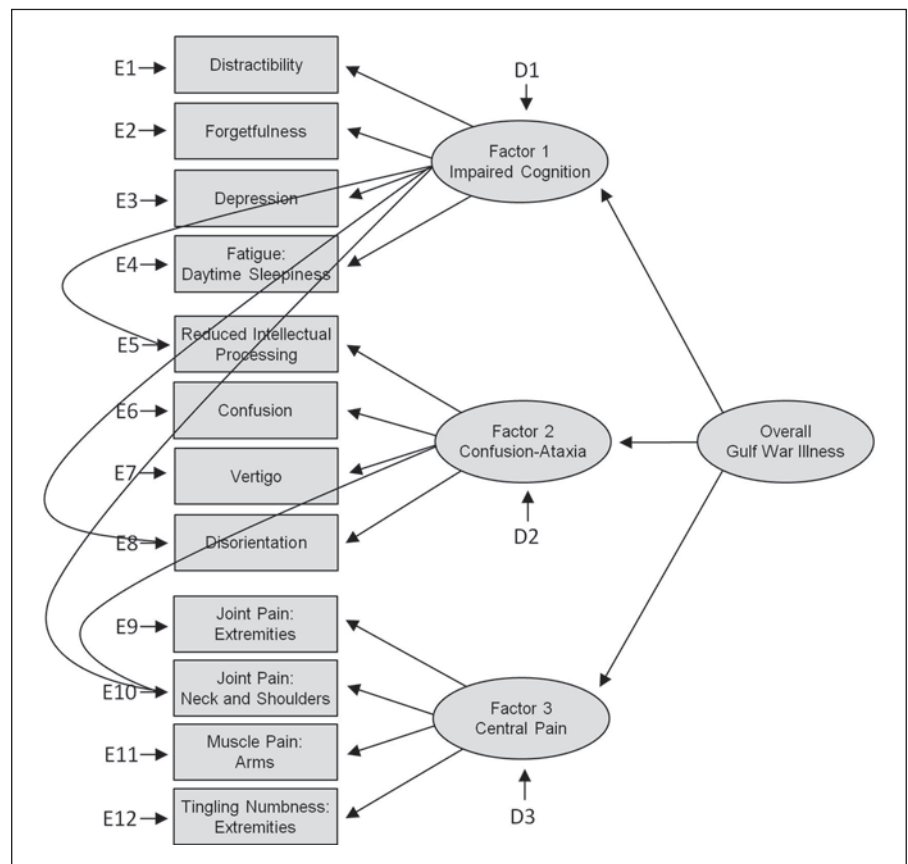 E1
Distractibility
D1
E2
Forgetfulness
Factor 1
Impaired Cognition
E3
Depression
E4
Fatigue:
Daytime Sleepiness
E5
Reduced Intellectual
Processing
E6
Confusion
Factor 2
Confusion-Ataxia
Overall
Gulf War Illness
E7
Vertigo
E8
Disorientation
D2
E9
Joint Pain:
Extremities
E10
Joint Pain:
Neck and Shoulders
Factor 3
Central Pain
E11
Muscle Pain:
Arms
E12
Tingling Numbness:
Extremities
D3